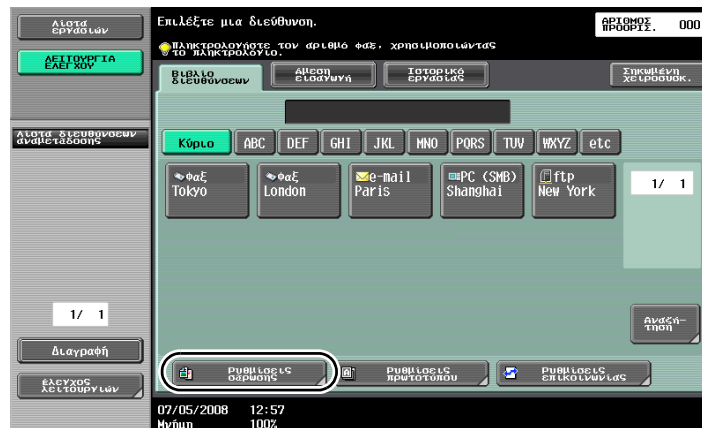 Λίστα
εργασιών
ΛΕΙΤΟΥΡΓΙΑ
ΕΛΕΓΧΟΥ
Λίστα διευθύνσεων
αναμετάδοσης
1/ 1
Διαγραφή
έλεγχος
λειτουργιών
Επιλέξτε μια διεύθυνση.
Πληκτρολογήστε τον αριθμό φαξ, χρησιμοποιώντας
το πληκτρολόγιο.
ΑΡΙΘΜΟΣ
ΠΡΟΟΡΙΣ. 000
Βιβλίο
διευθύνσεων
Άμεση
εισαγωγή
Ιστορικό
εργασίας
Σηκωμένη
χειροσυσκ.
Κύριο ABC DEF GHI JKL MNO PQRS TUV WXYZ etc
Φαξ
Tokyo
Φαξ
London
e-mail
Paris
PC (SMB)
Shanghai
ftp
New York
1/ 1
Αναζή-
τηση
Ρυθμίσεις
σάρωσης
Ρυθμίσεις
πρωτοτύπου
Ρυθμίσεις
επικοινωνίας
07/05/2008 12:57
Μνήμη 100%